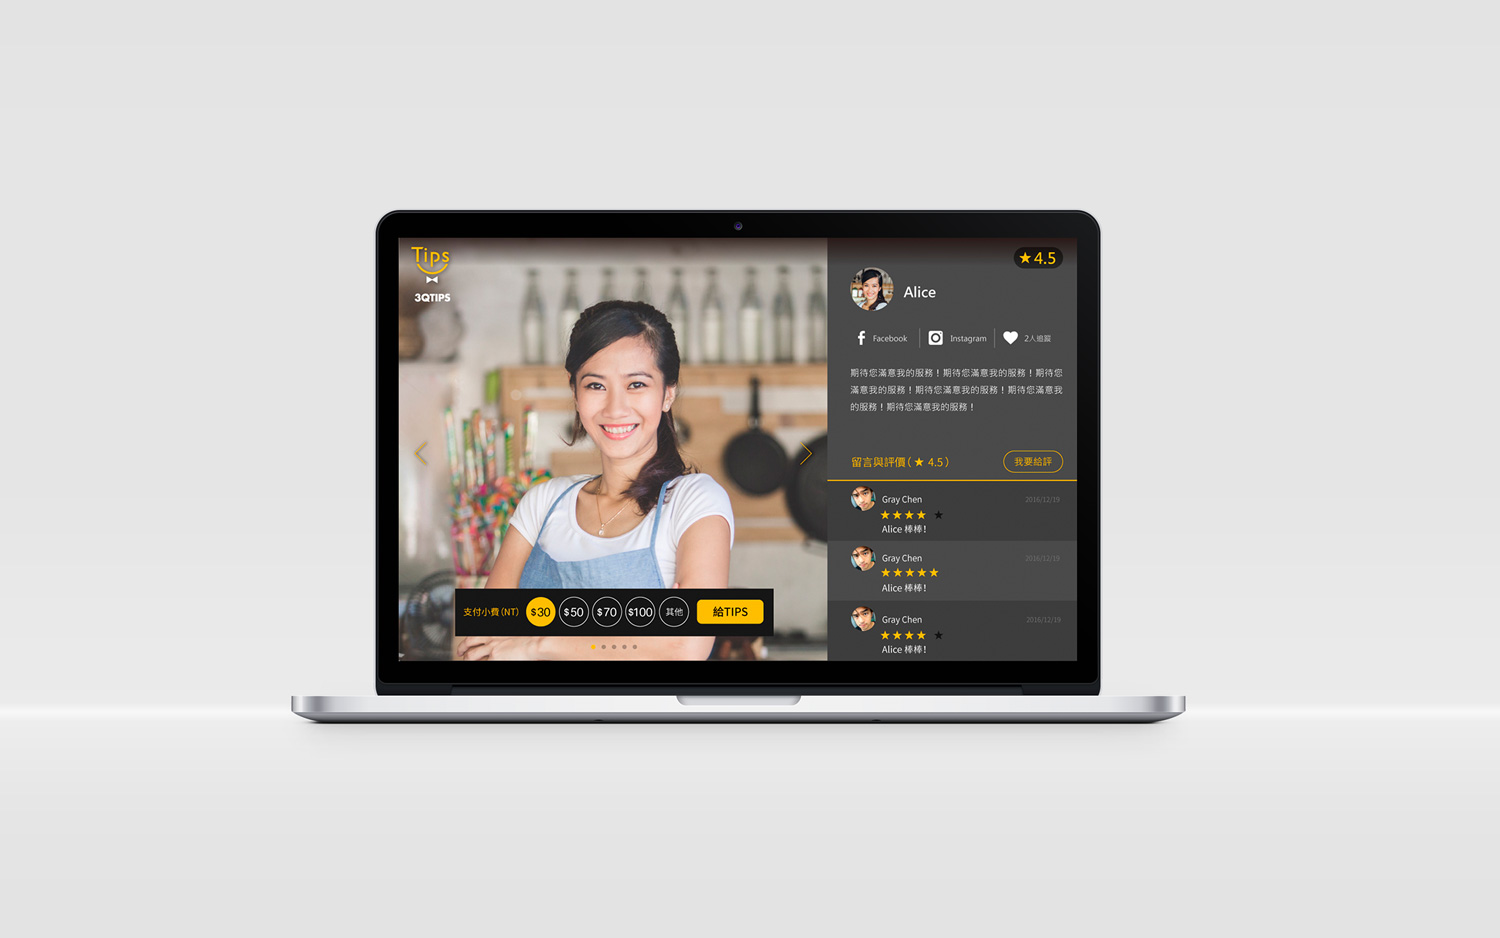 Tips
3QTIPS
支付小費(NT)
$30
$50
$70
$100
其他
給TIPS
★4.5
Alice
Facebook
Instagram
2人追蹤
期待您滿意我的服務！期待您滿意我的服務！期待您
滿意我的服務！期待您滿意我的服務！期待您滿意我
的服務！期待您滿意我的服務！
留言與評價(★ 4.5)
我要給評
Gray Chen
2016/12/19
Alice 棒棒!
Gray Chen
2016/12/19
Alice 棒棒!
Gray Chen
2016/12/19
Alice 棒棒!